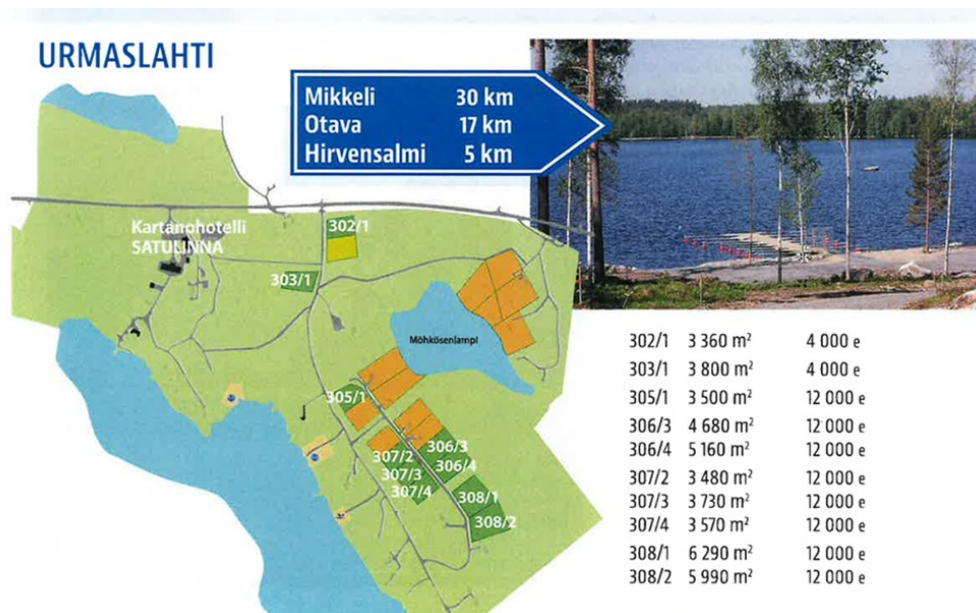 URMASLAHTI
Mikkeli 30 km
Otava 17 km
Hirvensalmi 5 km
Kartanohotelli
SATULINNA
302/1
303/1
Möhkösenlampi
305/1
306/3
306/4
307/2
307/3
307/4
308/1
308/2
302/1 3 360 m² 4 000 e
303/1 3 800 m² 4 000 e
305/1 3 500 m² 12 000 e
306/3 4 680 m² 12 000 e
306/4 5 160 m² 12 000 e
307/2 3 480 m² 12 000 e
307/3 3 730 m² 12 000 e
307/4 3 570 m² 12 000 e
308/1 6 290 m² 12 000 e
308/2 5 990 m² 12 000 e